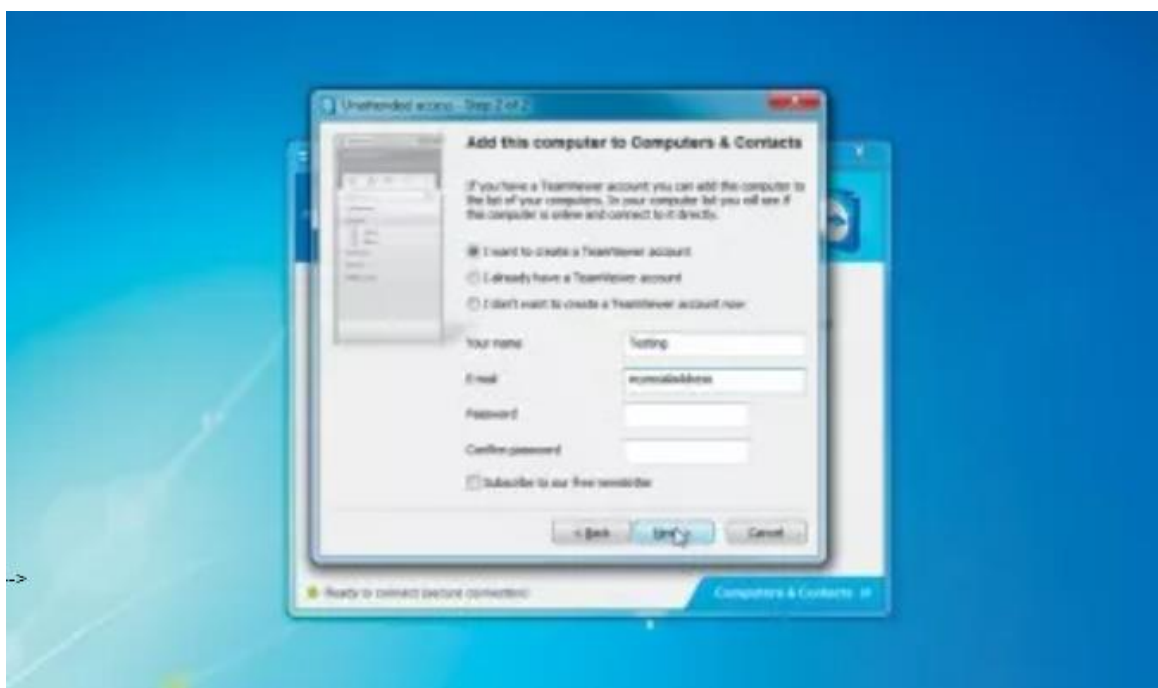 Unattended access - Step 2 of 2
Add this computer to Computers & Contacts
If you have a TeamViewer account you can add this computer to
the list of your computers. In your computer list you will see if
this computer is online and connect to it directly.
I want to create a TeamViewer account
I already have a TeamViewer account
I don't want to create a TeamViewer account now
Your name
Testing
E-mail
Password
Confirm password
Subscribe to our free newsletter
< Back
Next >
Cancel
-->
Ready to connect (secure connection)
Computers & Contacts